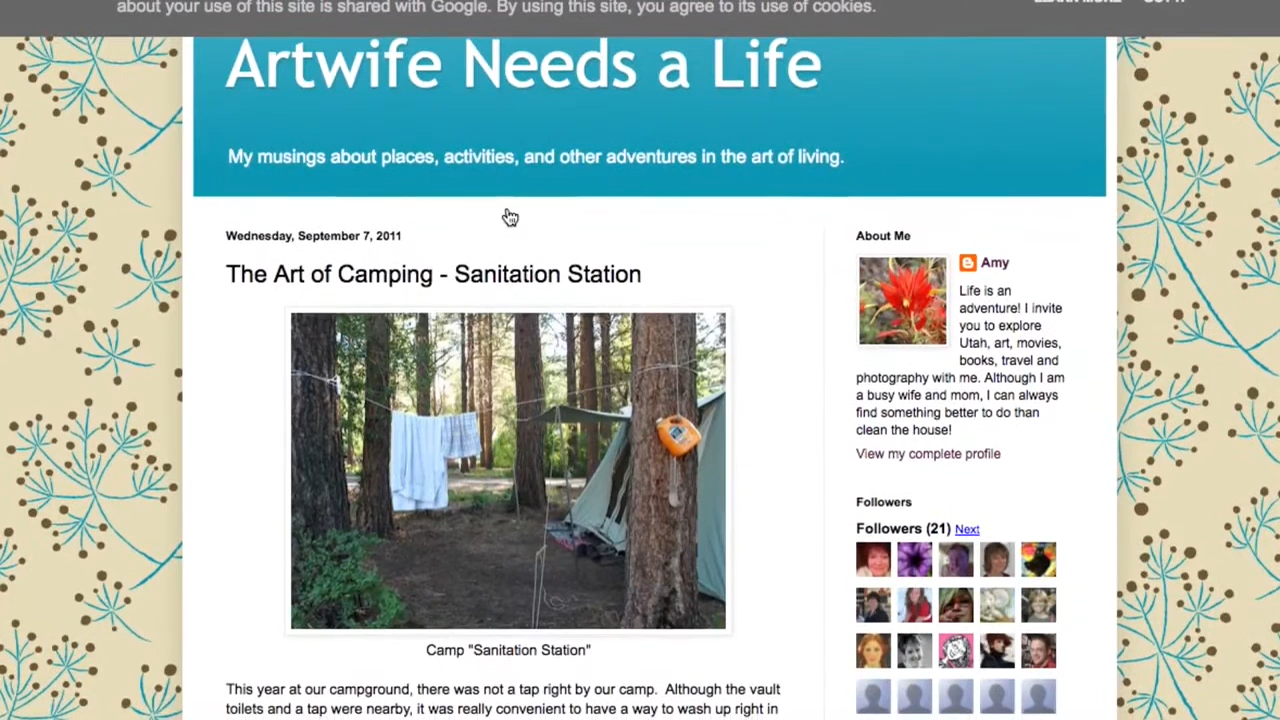 about your use of this site is shared with Google. By using this site, you agree to its use of cookies.
Artwife Needs a Life
My musings about places, activities, and other adventures in the art of living.
Wednesday, September 7, 2011
The Art of Camping - Sanitation Station
Camp "Sanitation Station"
This year at our campground, there was not a tap right by our camp. Although the vault
toilets and a tap were nearby, it was really convenient to have a way to wash up right in
About Me
Amy
Life is an
adventure! I invite
you to explore
Utah, art, movies,
books, travel and
photography with me. Although I am
a busy wife and mom, I can always
find something better to do than
clean the house!
View my complete profile
Followers
Followers (21) Next